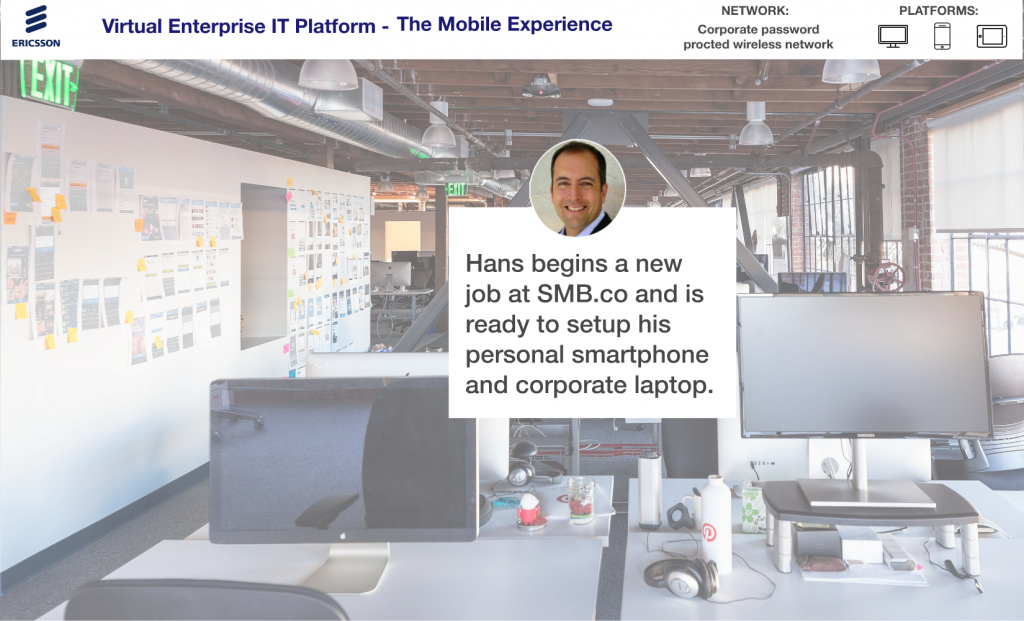 Virtual Enterprise IT Platform - The Mobile Experience
NETWORK:
Corporate password
procted wireless network
PLATFORMS:
ERICSSON
EXIT
EXIT
Hans begins a new
job at SMB.co and is
ready to setup his
personal smartphone
and corporate laptop.
SAMSUNG